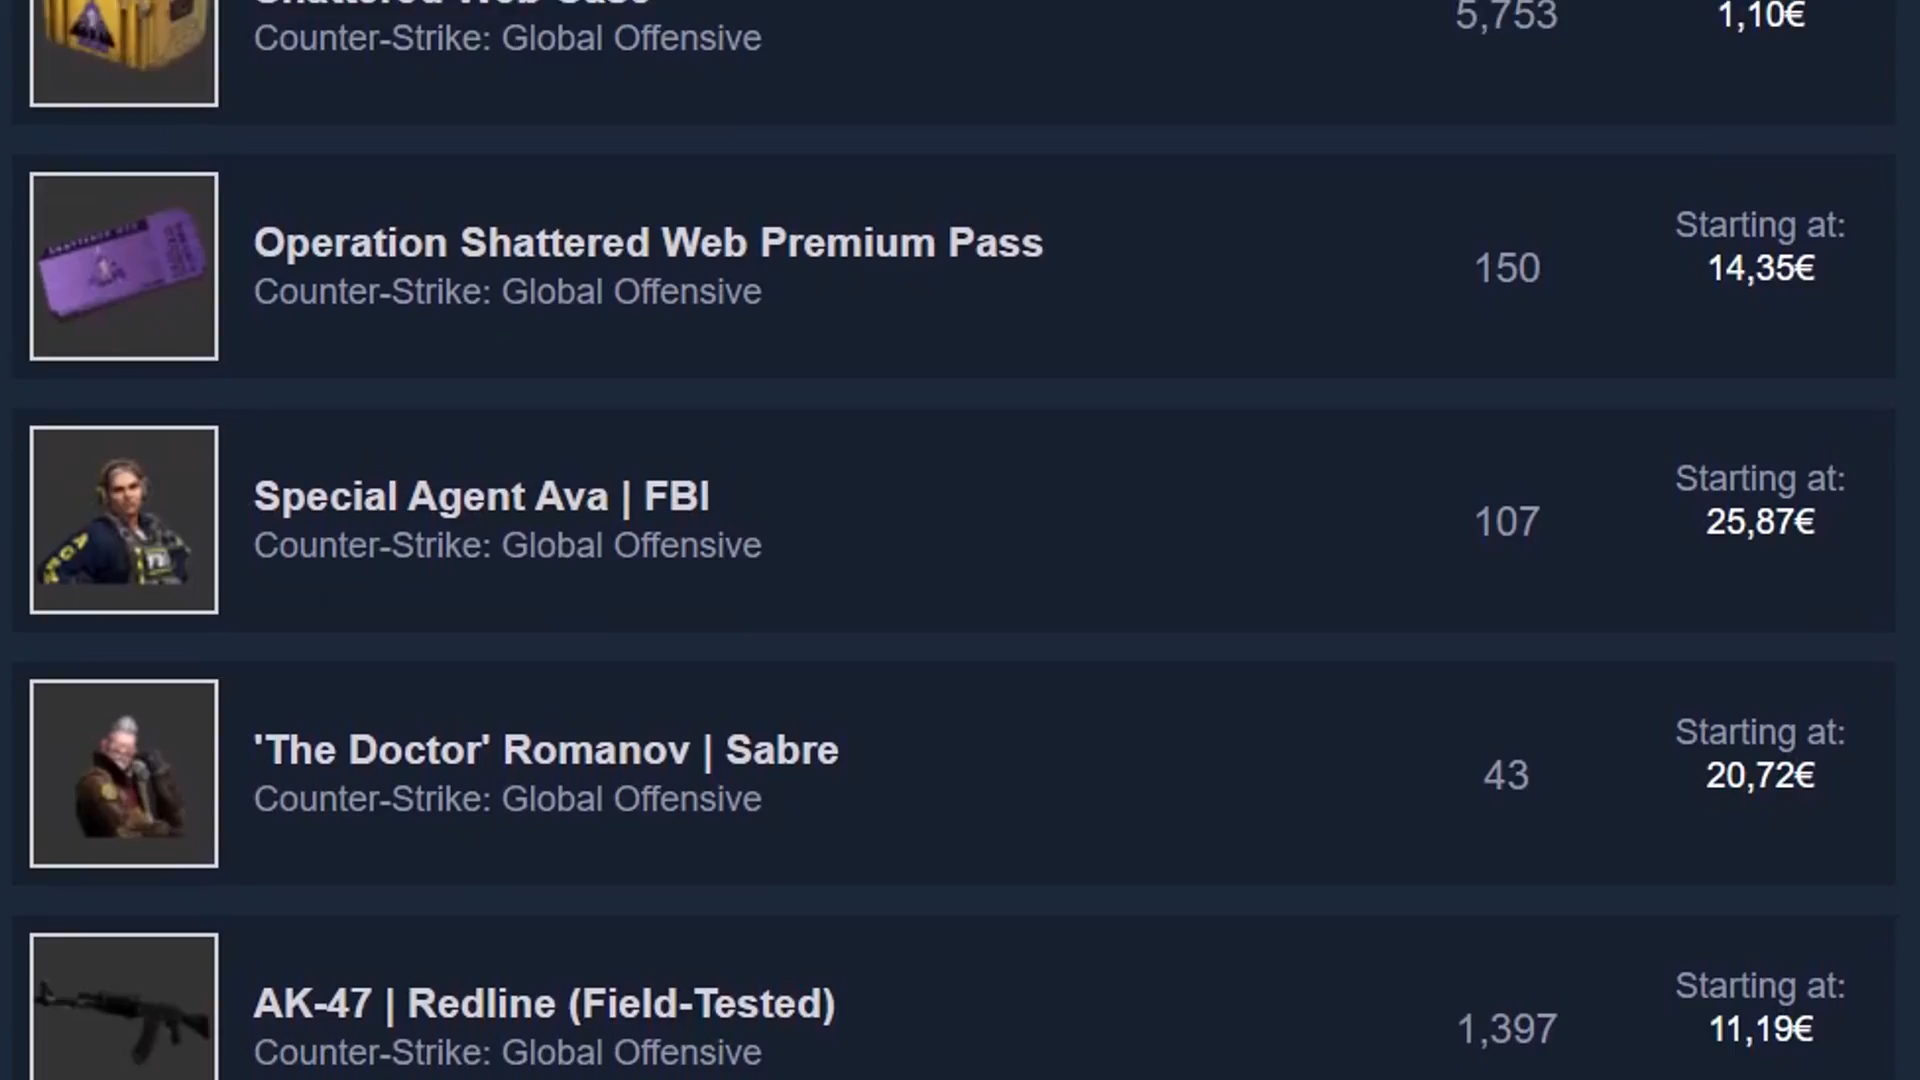 Shattered Web Case
Counter-Strike: Global Offensive
5,753
1,10€
Operation Shattered Web Premium Pass
Counter-Strike: Global Offensive
150
Starting at:
14,35€
Special Agent Ava | FBI
Counter-Strike: Global Offensive
107
Starting at:
25,87€
'The Doctor' Romanov | Sabre
Counter-Strike: Global Offensive
43
Starting at:
20,72€
AK-47 | Redline (Field-Tested)
Counter-Strike: Global Offensive
1,397
Starting at:
11,19€